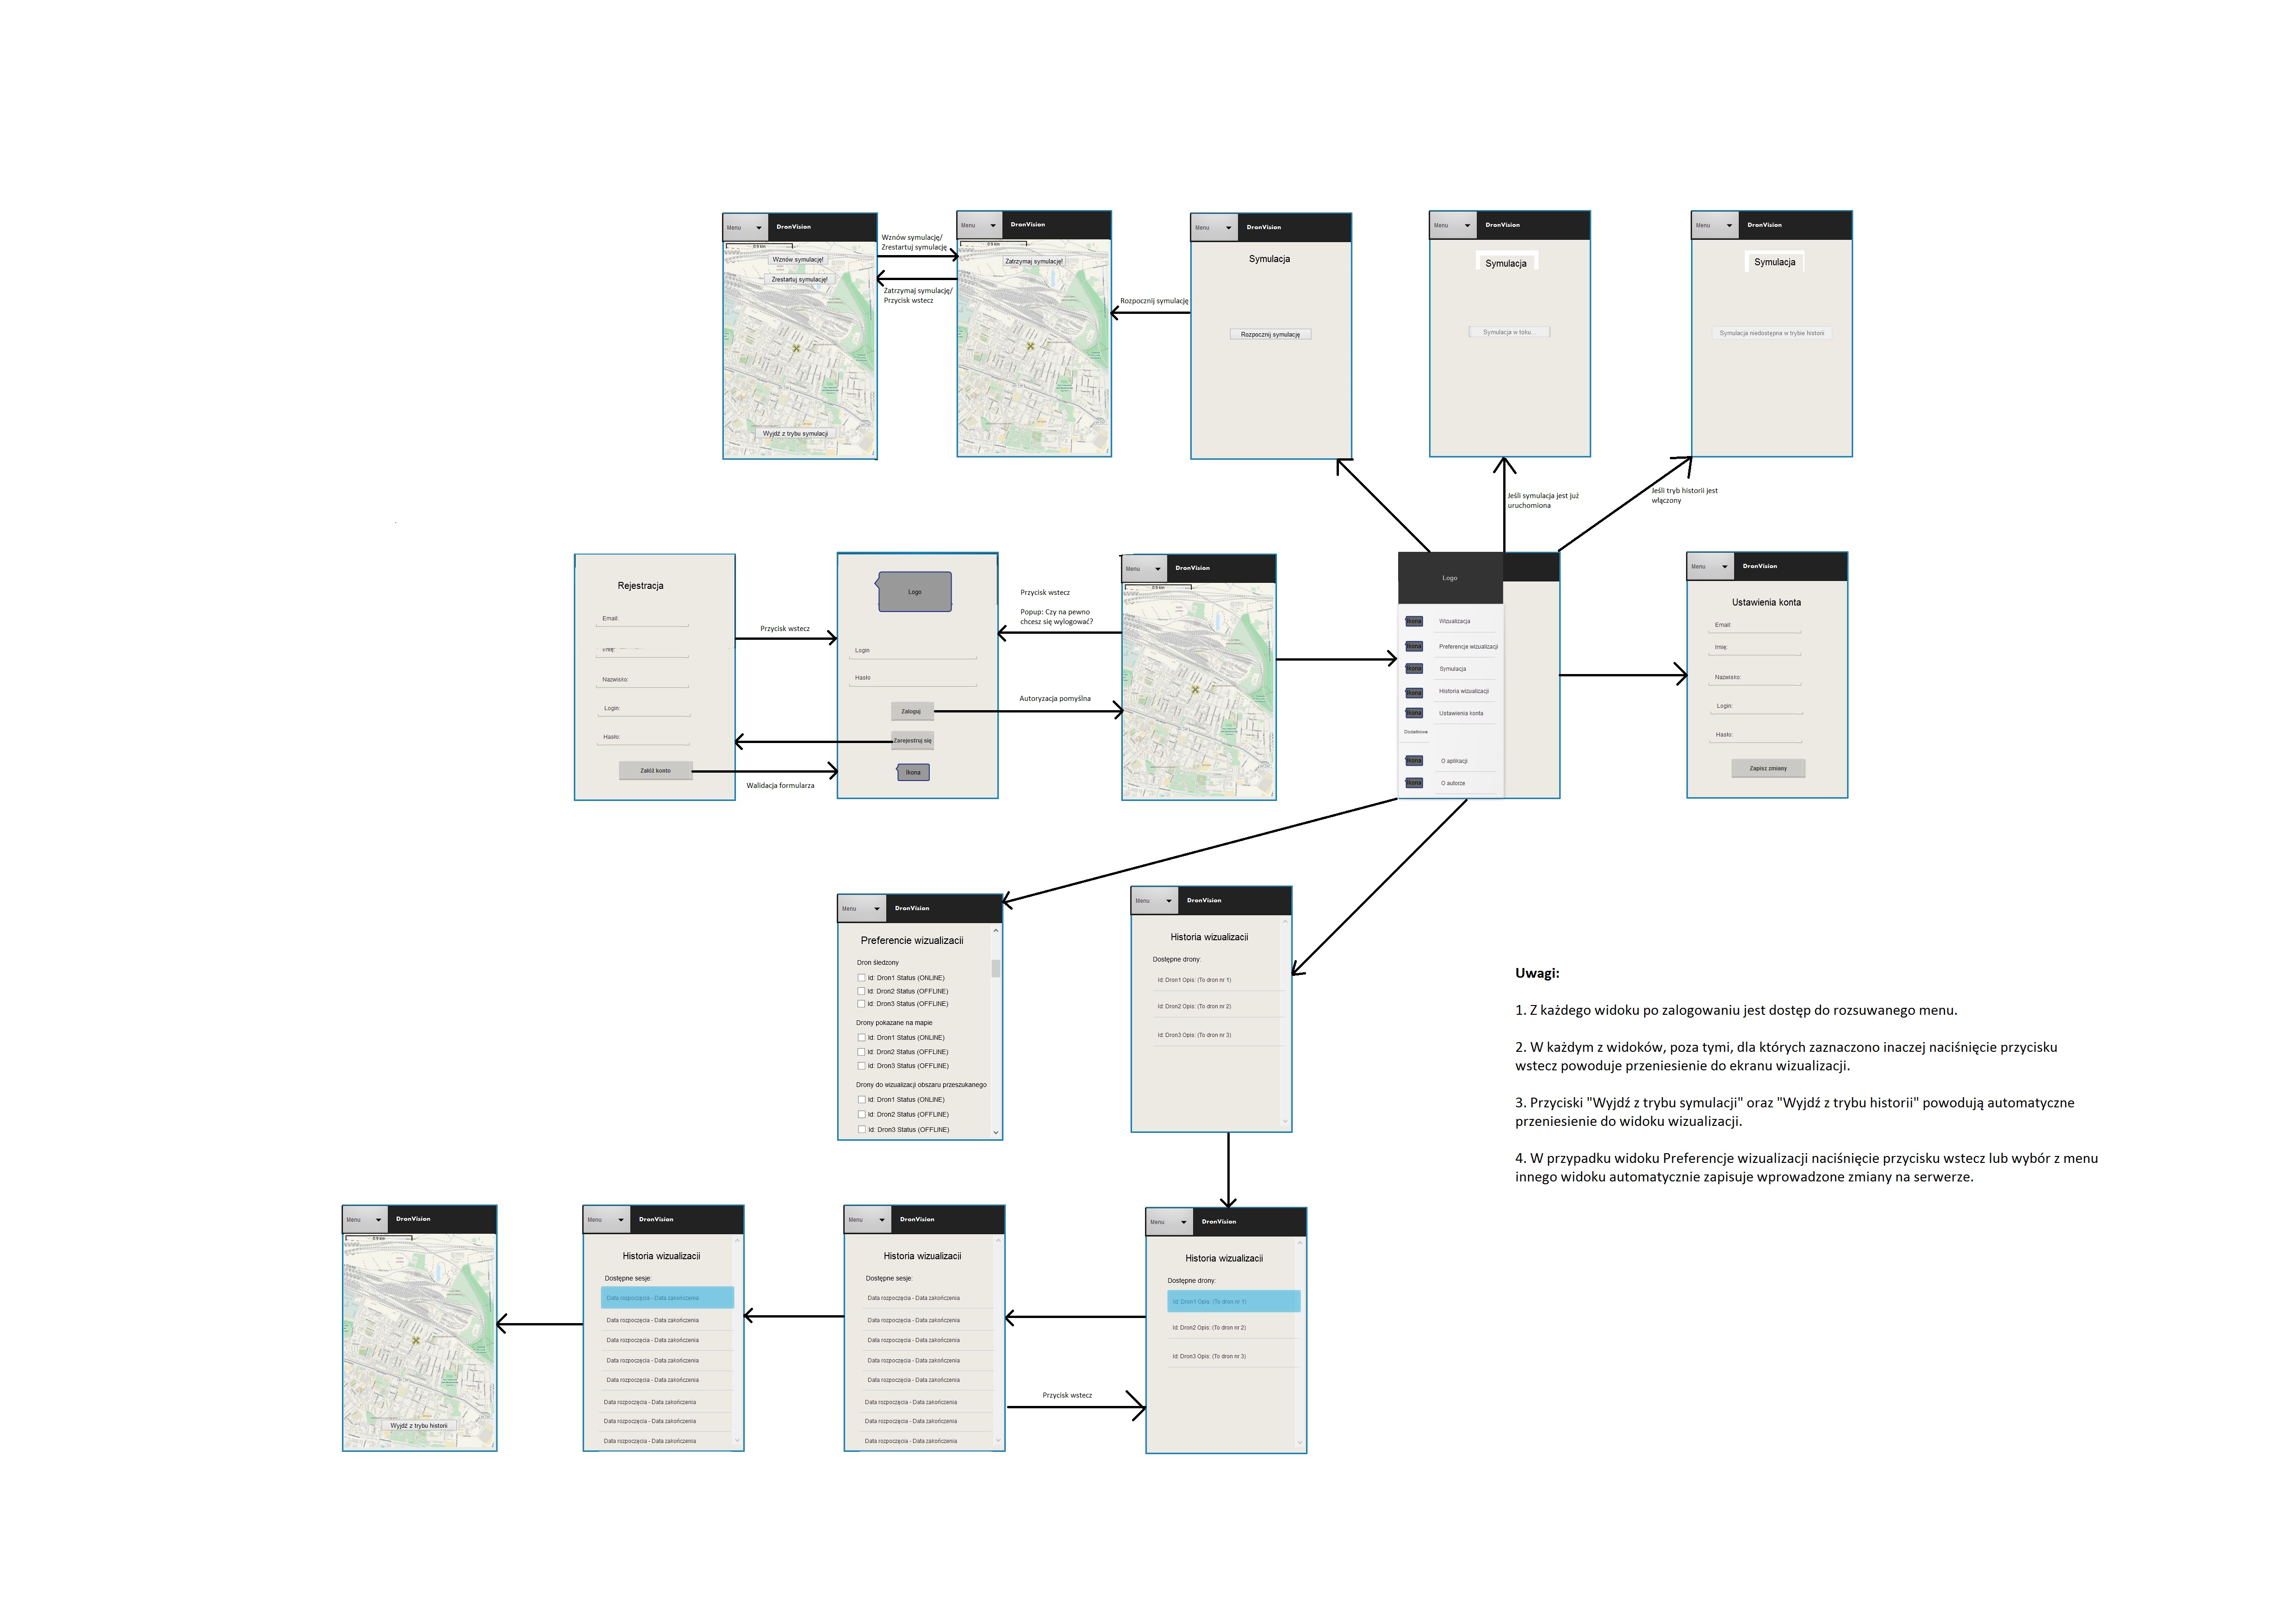 Menu
DronVision
0.9 km
Wznów symulację!
Zrestartuj symulację!
Wyjdź z trybu symulacji
Wznów symulację/
Zrestartuj symulację
Zatrzymaj symulację/
Przycisk wstecz
Menu
DronVision
0.9 km
Zatrzymaj symulację!
Rozpocznij symulację
Menu
DronVision
Symulacja
Rozpocznij symulację
Menu
DronVision
Symulacja
Symulacja w toku...
Menu
DronVision
Symulacja
Symulacja niedostępna w trybie historii
Jeśli symulacja jest już
uruchomiona
Jeśli tryb historii jest
włączony
Rejestracja
Email:
Imię:
Nazwisko:
Login:
Hasło:
Załóż konto
Przycisk wstecz
Walidacja formularza
Logo
Login
Hasło
Zaloguj
Zarejestruj się
Ikona
Przycisk wstecz
Popup: Czy na pewno
chcesz się wylogować?
Autoryzacja pomyślna
Menu
DronVision
0.9 km
Logo
Ikona Wizualizacja
Ikona Preferencje wizualizacji
Ikona Symulacja
Ikona Historia wizualizacji
Ikona Ustawienia konta
Dodatkowe
Ikona O aplikacji
Ikona O autorze
Menu
DronVision
Ustawienia konta
Email:
Imię:
Nazwisko:
Login:
Hasło:
Zapisz zmiany
Menu
DronVision
Preferencie wizualizacji
Dron śledzony
Id: Dron1 Status (ONLINE)
Id: Dron2 Status (OFFLINE)
Id: Dron3 Status (OFFLINE)
Drony pokazane na mapie
Id: Dron1 Status (ONLINE)
Id: Dron2 Status (OFFLINE)
Id: Dron3 Status (OFFLINE)
Drony do wizualizacji obszaru przeszukanego
Id: Dron1 Status (ONLINE)
Id: Dron2 Status (OFFLINE)
Id: Dron3 Status (OFFLINE)
Menu
DronVision
Historia wizualizacji
Dostępne drony:
Id: Dron1 Opis: (To dron nr 1)
Id: Dron2 Opis: (To dron nr 2)
Id: Dron3 Opis: (To dron nr 3)
Uwagi:
1. Z każdego widoku po zalogowaniu jest dostęp do rozsuwanego menu.
2. W każdym z widoków, poza tymi, dla których zaznaczono inaczej naciśnięcie przycisku
wstecz powoduje przeniesienie do ekranu wizualizacji.
3. Przyciski "Wyjdź z trybu symulacji" oraz "Wyjdź z trybu historii" powodują automatyczne
przeniesienie do widoku wizualizacji.
4. W przypadku widoku Preferencje wizualizacji naciśnięcie przycisku wstecz lub wybór z menu
innego widoku automatycznie zapisuje wprowadzone zmiany na serwerze.
Menu
DronVision
0.9 km
Wyjdź z trybu historii
Menu
DronVision
Historia wizualizacji
Dostępne sesje:
Data rozpoczęcia - Data zakończenia
Data rozpoczęcia - Data zakończenia
Data rozpoczęcia - Data zakończenia
Data rozpoczęcia - Data zakończenia
Data rozpoczęcia - Data zakończenia
Data rozpoczęcia - Data zakończenia
Data rozpoczęcia - Data zakończenia
Data rozpoczęcia - Data zakończenia
Menu
DronVision
Historia wizualizacji
Dostępne sesje:
Data rozpoczęcia - Data zakończenia
Data rozpoczęcia - Data zakończenia
Data rozpoczęcia - Data zakończenia
Data rozpoczęcia - Data zakończenia
Data rozpoczęcia - Data zakończenia
Data rozpoczęcia - Data zakończenia
Data rozpoczęcia - Data zakończenia
Data rozpoczęcia - Data zakończenia
Przycisk wstecz
Menu
DronVision
Historia wizualizacji
Dostępne drony:
Id: Dron1 Opis: (To dron nr 1)
Id: Dron2 Opis: (To dron nr 2)
Id: Dron3 Opis: (To dron nr 3)